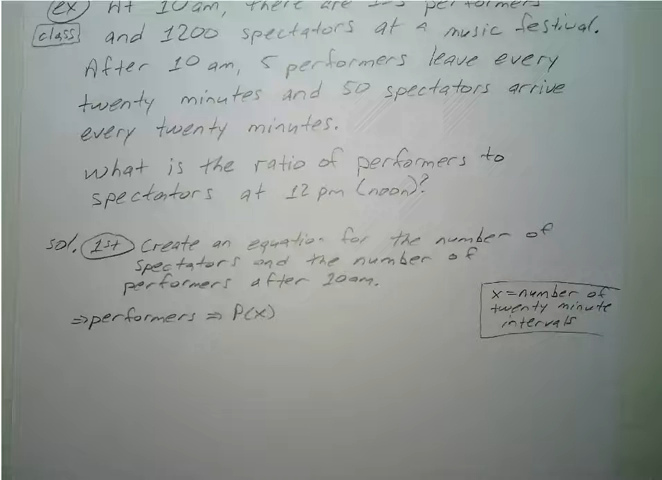 (ex) At 10 am, there are performers
class and 1200 spectators at a music festival.
After 10 am, 5 performers leave every
twenty minutes and 50 spectators arrive
every twenty minutes.
what is the ratio of performers to
spectators at 12 pm (noon)?
sol. 1st Create an equation for the number of
spectators and the number of
performers after 10am.
x = number of
twenty minute
intervals
⇒ performers ⇒ P(x)